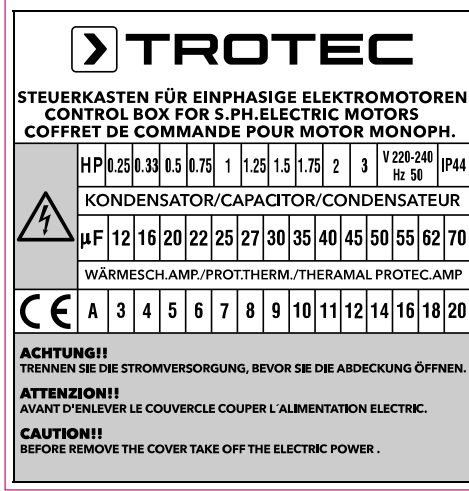 TROTEC
STEUERKASTEN FÜR EINPHASIGE ELEKTROMOTOREN
CONTROL BOX FOR S.PH.ELECTRIC MOTORS
COFFRET DE COMMANDE POUR MOTOR MONOPH.
HP 0.25 0.33 0.5 0.75 1 1.25 1.5 1.75 2 3 V 220-240 Hz 50 IP44
KONDENSATOR/CAPACITOR/CONDENSATEUR
µF 12 16 20 22 25 27 30 35 40 45 50 55 62 70
WÄRMESCH.AMP./PROT.THERM./THERAMAL PROTEC.AMP
CE A 3 4 5 6 7 8 9 10 11 12 14 16 18 20
ACHTUNG!!
TRENNEN SIE DIE STROMVERSORGUNG, BEVOR SIE DIE ABDECKUNG ÖFFNEN.
ATTENZION!!
AVANT D'ENLEVER LE COUVERCLE COUPER L´ALIMENTATION ELECTRIC.
CAUTION!!
BEFORE REMOVE THE COVER TAKE OFF THE ELECTRIC POWER .